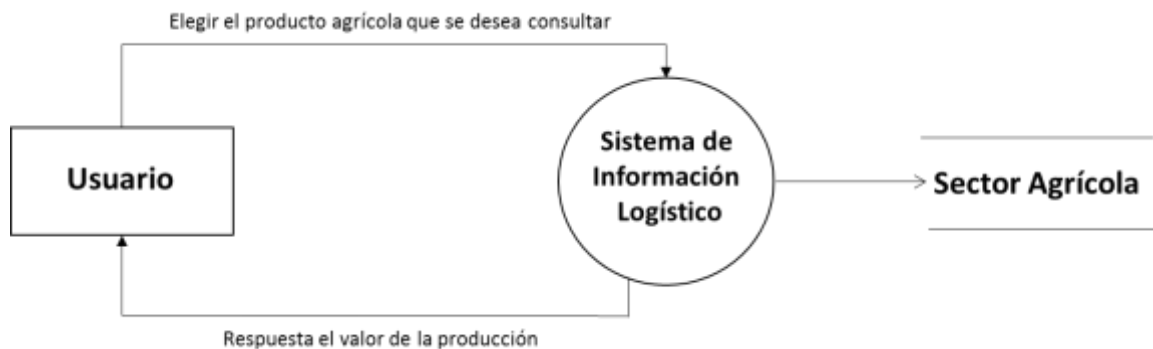 Elegir el producto agrícola que se desea consultar
Usuario
Sistema de
Información
Logístico
Sector Agrícola
Respuesta el valor de la producción